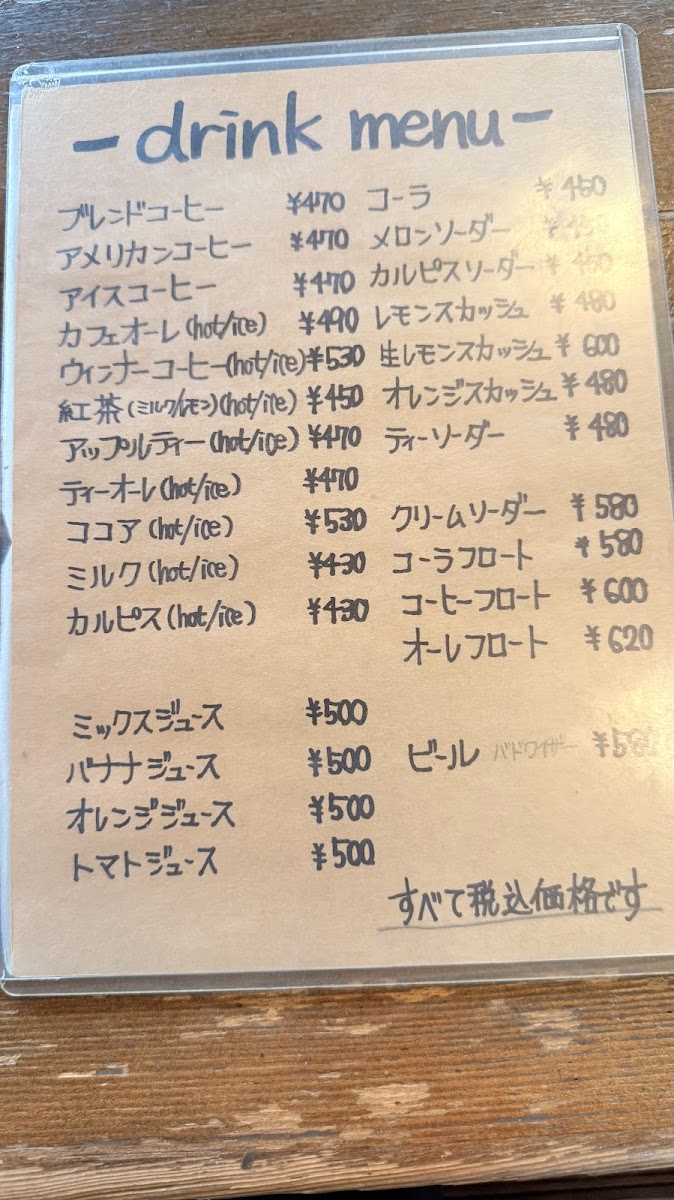 - drink menu -
ブレンドコーヒー ¥470
アメリカンコーヒー ¥470
アイスコーヒー ¥470
カフェオーレ(hot/ice) ¥490
ウィンナーコーヒー(hot/ice) ¥530
紅茶(ミルク/レモン)(hot/ice) ¥450
アップルティー(hot/ice) ¥470
ティーオーレ(hot/ice) ¥470
ココア(hot/ice) ¥530
ミルク(hot/ice) ¥430
カルピス(hot/ice) ¥430
ミックスジュース ¥500
バナナジュース ¥500
オレンジジュース ¥500
トマトジュース ¥500
コーラ ¥450
メロンソーダー
カルピスソーダー
レモンスカッシュ ¥480
生レモンスカッシュ ¥600
オレンジスカッシュ ¥480
ティーソーダー ¥480
クリームソーダー ¥580
コーラフロート ¥580
コーヒーフロート ¥600
オーレフロート ¥620
ビール バドワイザー
すべて税込価格です